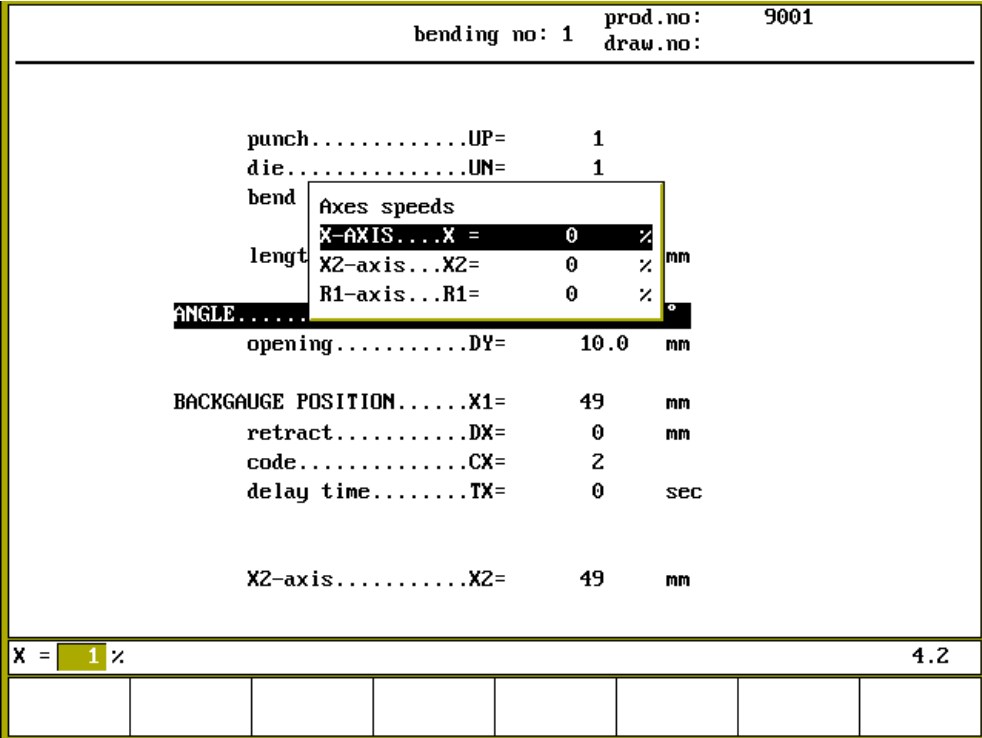 prod.no: 9001
bending no: 1
draw.no:
punch.............UP= 1
die...............UN= 1
bend
Axes speeds
X-AXIS....X = 0 %
lengt mm
X2-axis...X2= 0 %
R1-axis...R1= 0 %
ANGLE...... °
opening...........DY= 10.0 mm
BACKGAUGE POSITION......X1= 49 mm
retract...........DX= 0 mm
code..............CX= 2
delay time........TX= 0 sec
X2-axis...........X2= 49 mm
X = 1 % 4.2